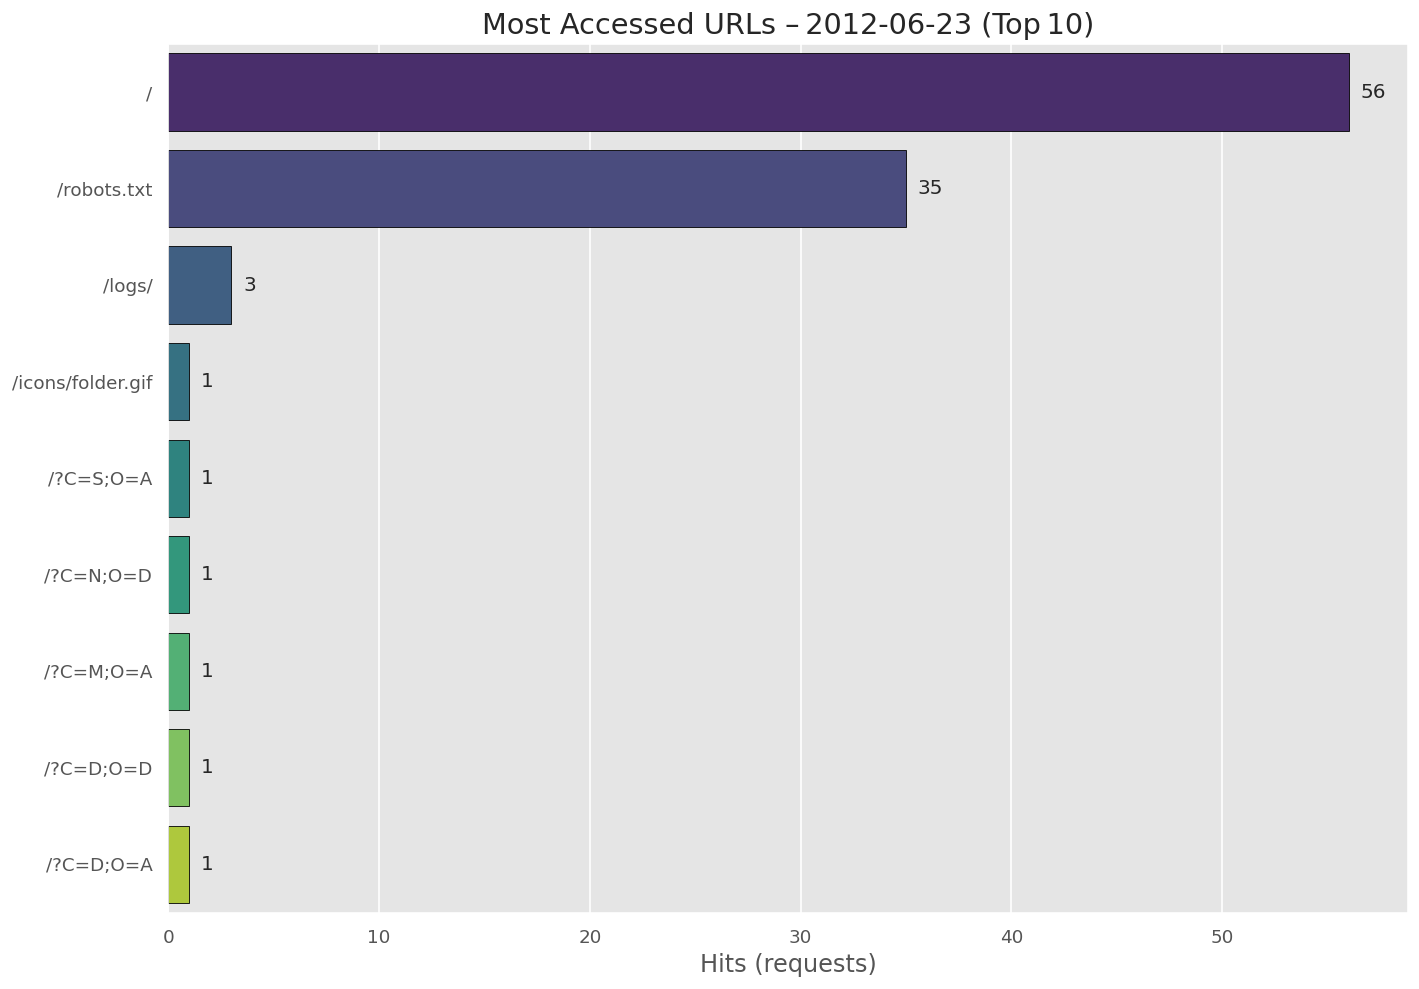 Most Accessed URLs – 2012-06-23 (Top 10)
/ 56
/robots.txt 35
/logs/ 3
/icons/folder.gif 1
/?C=S;O=A 1
/?C=N;O=D 1
/?C=M;O=A 1
/?C=D;O=D 1
/?C=D;O=A 1
0 10 20 30 40 50
Hits (requests)